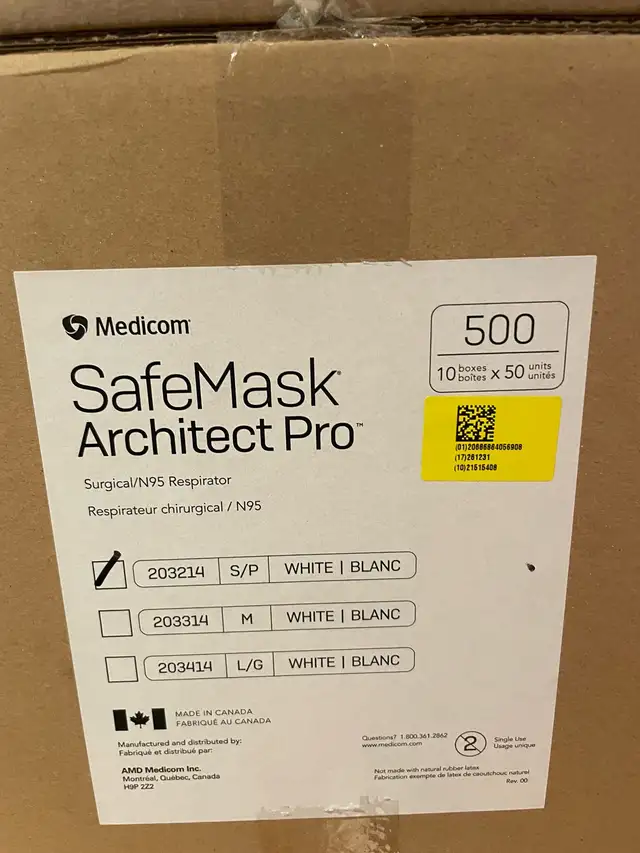 Medicom
500
10 boxes boîtes x 50 units unités
SafeMask®
Architect Pro™
(01)20686864056908
(17)261231
(10)21515408
Surgical/N95 Respirator
Respirateur chirurgical / N95
203214 S/P WHITE | BLANC
203314 M WHITE | BLANC
203414 L/G WHITE | BLANC
MADE IN CANADA
FABRIQUÉ AU CANADA
Manufactured and distributed by:
Fabriqué et distribué par:
AMD Medicom Inc.
Montréal, Québec, Canada
H9P 2Z2
Questions? 1.800.361.2862
www.medicom.com
2
Single Use
Usage unique
Not made with natural rubber latex
Fabrication exempte de latex de caoutchouc naturel
Rev. 00